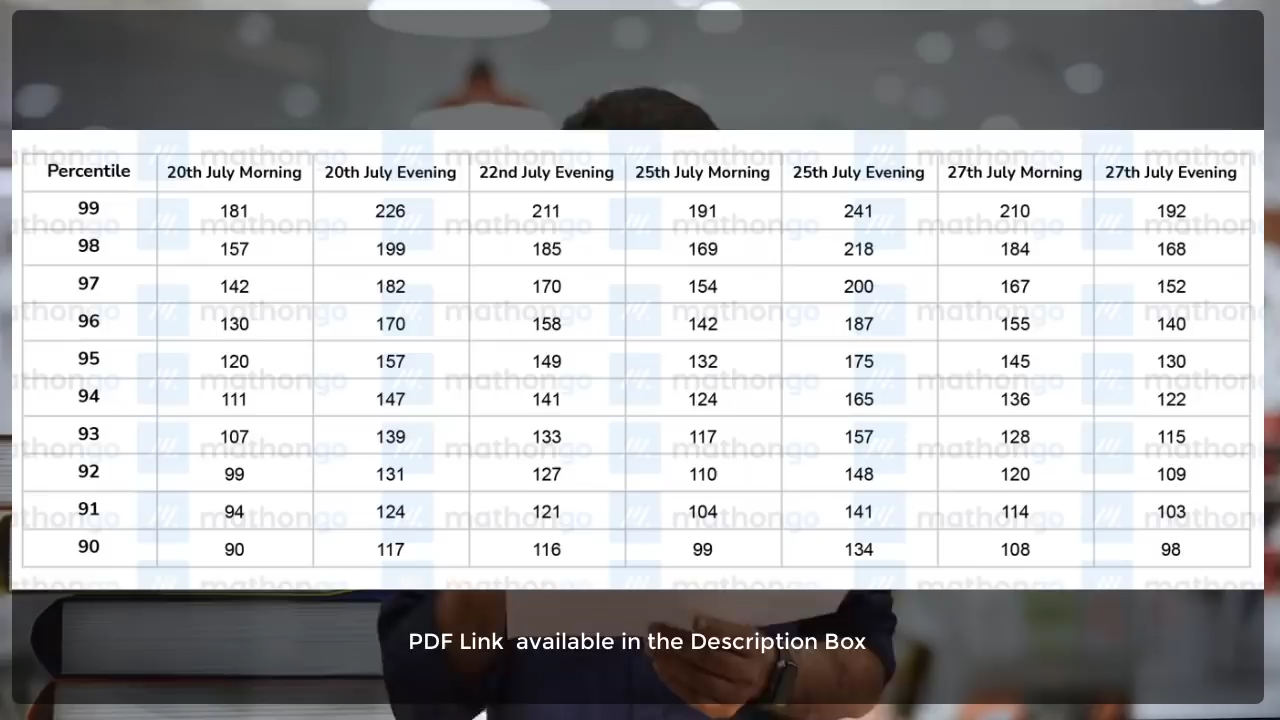 Percentile 20th July Morning 20th July Evening 22nd July Evening 25th July Morning 25th July Evening 27th July Morning 27th July Evening
99 181 226 211 191 241 210 192
98 157 199 185 169 218 184 168
97 142 182 170 154 200 167 152
96 130 170 158 142 187 155 140
95 120 157 149 132 175 145 130
94 111 147 141 124 165 136 122
93 107 139 133 117 157 128 115
92 99 131 127 110 148 120 109
91 94 124 121 104 141 114 103
90 90 117 116 99 134 108 98
mathongo
PDF Link available in the Description Box